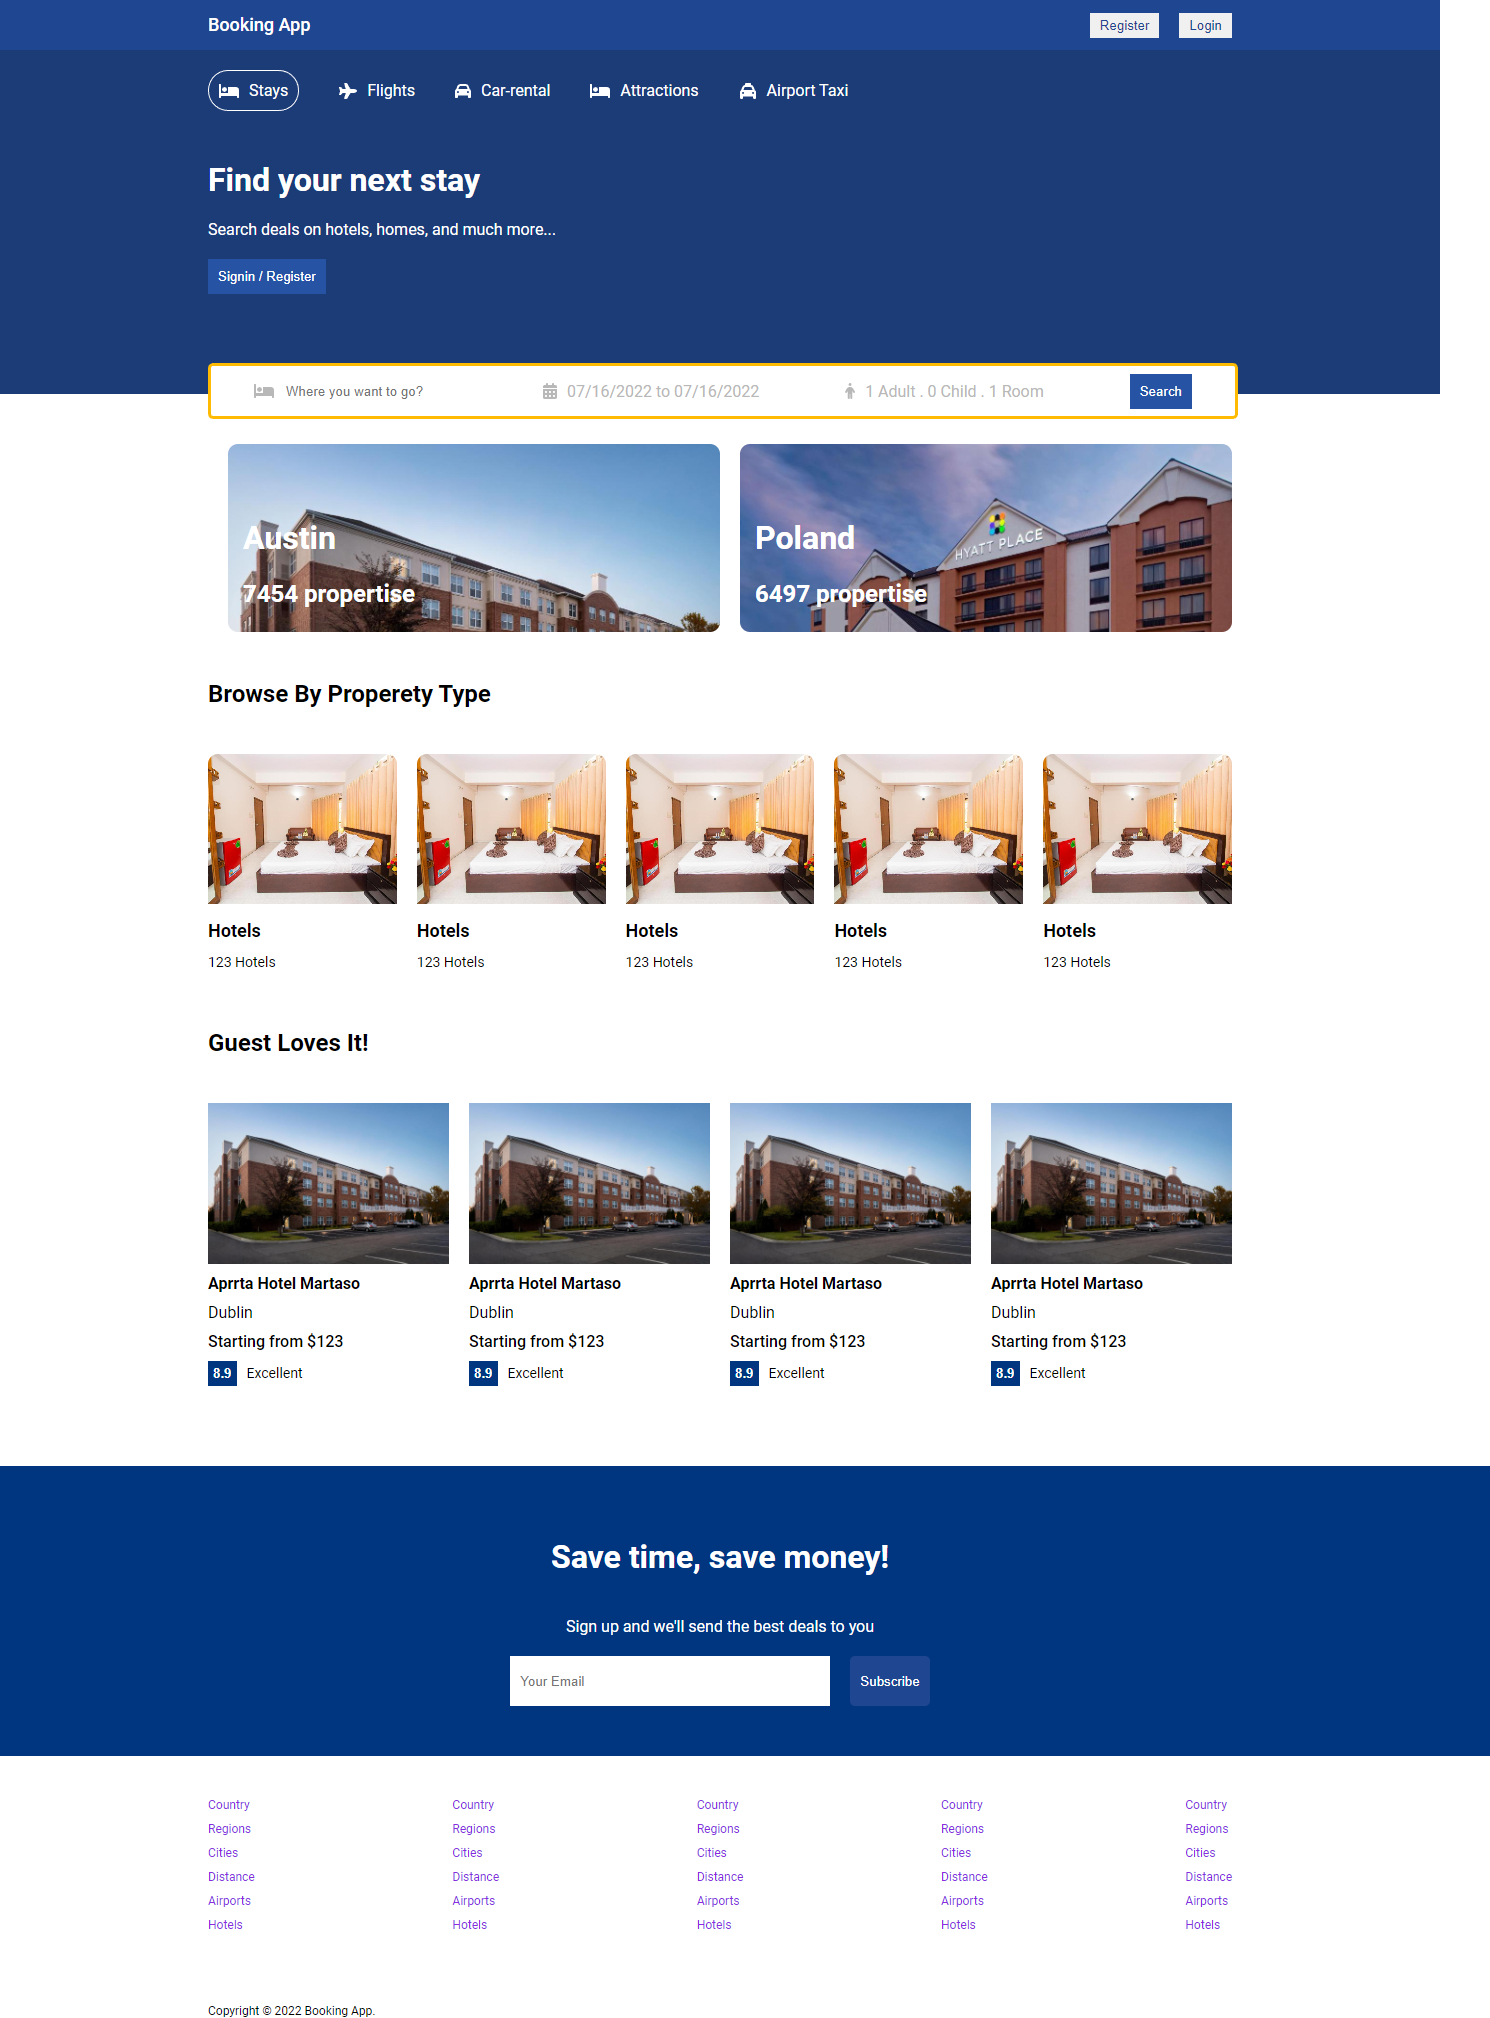 Booking App
Register Login
Stays Flights Car-rental Attractions Airport Taxi
Find your next stay
Search deals on hotels, homes, and much more...
Signin / Register
Where you want to go? 07/16/2022 to 07/16/2022 1 Adult . 0 Child . 1 Room Search
HYATT PLACE
Austin Poland
7454 propertise 6497 propertise
Browse By Properety Type
Hotels Hotels Hotels Hotels Hotels
123 Hotels 123 Hotels 123 Hotels 123 Hotels 123 Hotels
Guest Loves It!
Aprrta Hotel Martaso Aprrta Hotel Martaso Aprrta Hotel Martaso Aprrta Hotel Martaso
Dublin Dublin Dublin Dublin
Starting from $123 Starting from $123 Starting from $123 Starting from $123
8.9 Excellent 8.9 Excellent 8.9 Excellent 8.9 Excellent
Save time, save money!
Sign up and we'll send the best deals to you
Your Email Subscribe
Country Country Country Country Country
Regions Regions Regions Regions Regions
Cities Cities Cities Cities Cities
Distance Distance Distance Distance Distance
Airports Airports Airports Airports Airports
Hotels Hotels Hotels Hotels Hotels
Copyright © 2022 Booking App.